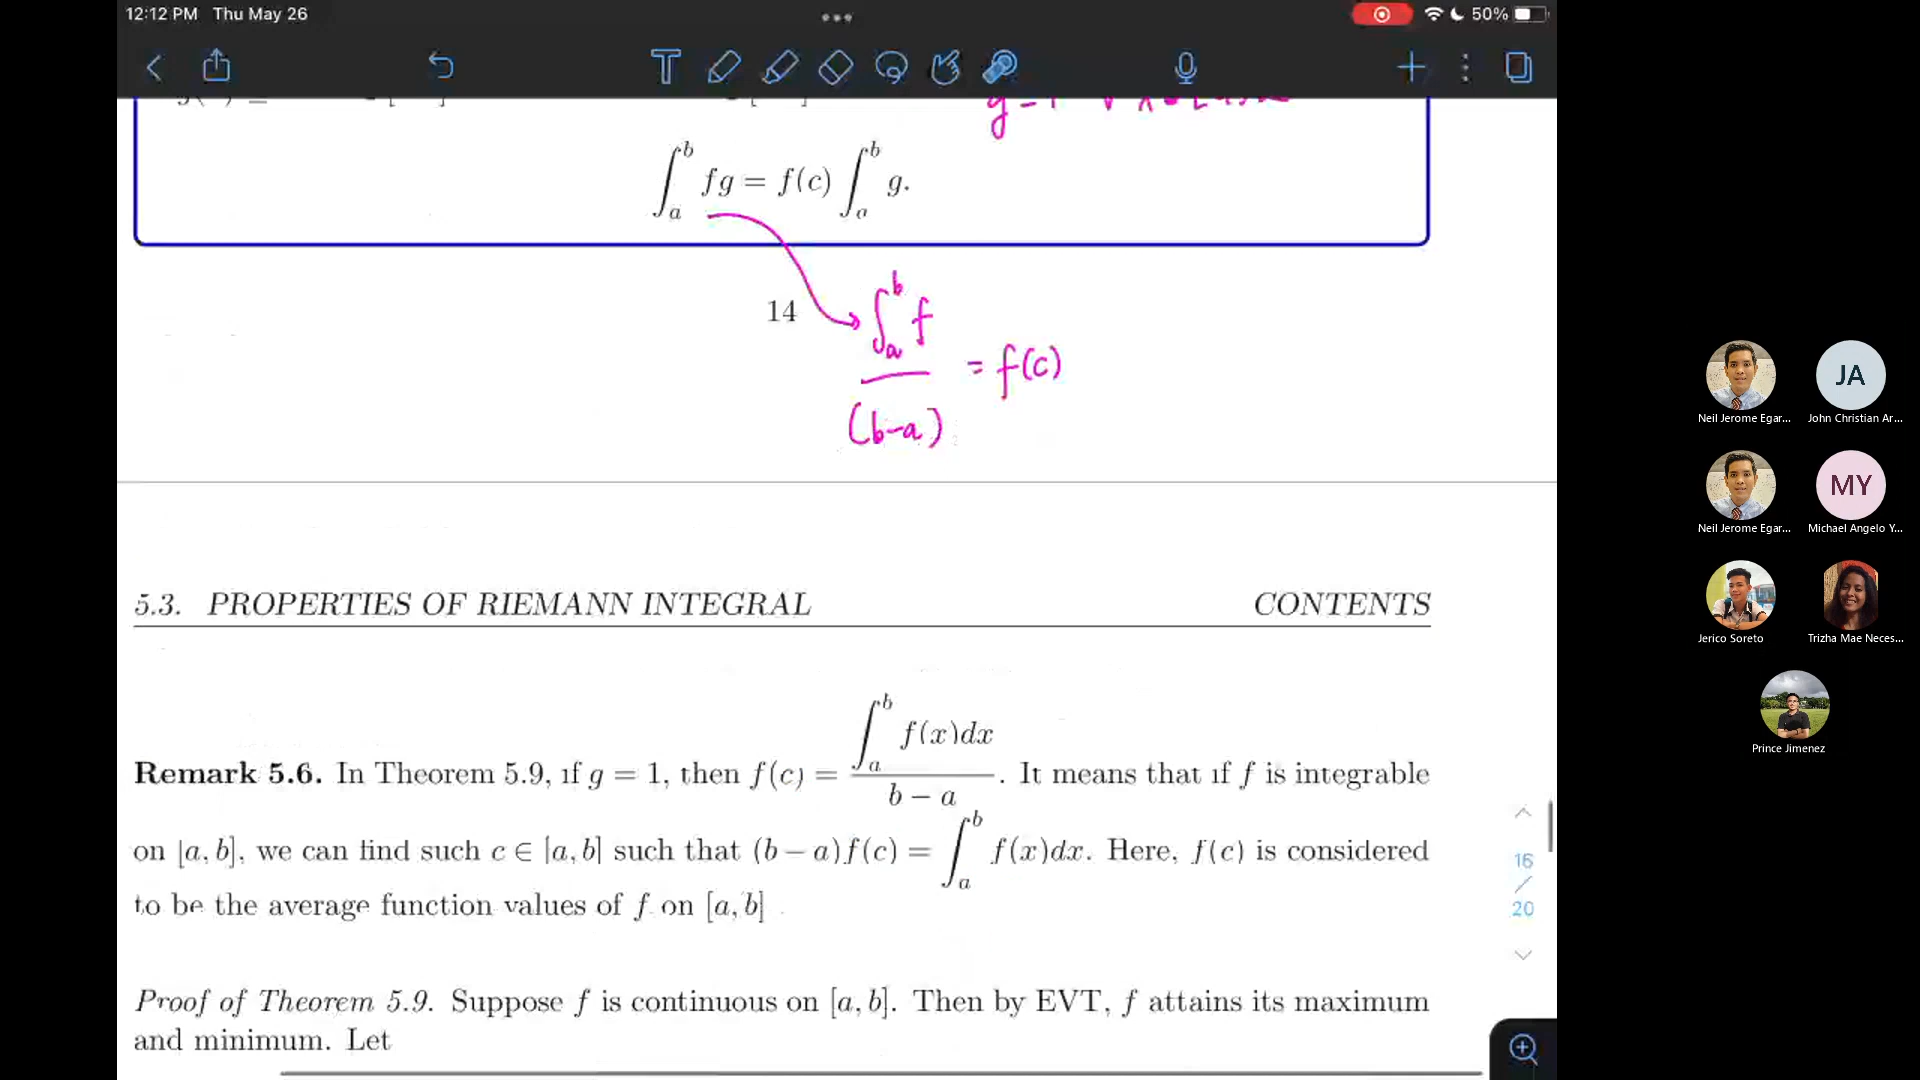 12:12 PM Thu May 26
50%
∫_a^b fg = f(c) ∫_a^b g.
14
∫_a^b f
———
(b-a)
= f(c)
5.3. PROPERTIES OF RIEMANN INTEGRAL CONTENTS
Remark 5.6. In Theorem 5.9, if g = 1, then f(c) = ∫_a^b f(x)dx / b − a . It means that if f is integrable
on [a, b], we can find such c ∈ [a, b] such that (b − a)f(c) = ∫_a^b f(x)dx. Here, f(c) is considered
to be the average function values of f on [a, b]
Proof of Theorem 5.9. Suppose f is continuous on [a, b]. Then by EVT, f attains its maximum
and minimum. Let
16
/
20
JA
Neil Jerome Egar... John Christian Ar...
MY
Neil Jerome Egar... Michael Angelo Y...
Jerico Soreto Trizha Mae Neces...
Prince Jimenez